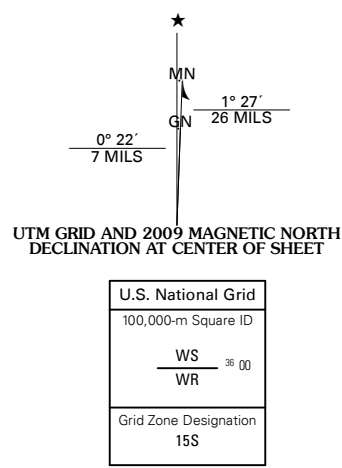 ★
MN
1° 27´
GN
26 MILS
0° 22´
7 MILS
UTM GRID AND 2009 MAGNETIC NORTH
DECLINATION AT CENTER OF SHEET
U.S. National Grid
100,000-m Square ID
WS
36 00
WR
Grid Zone Designation
15S